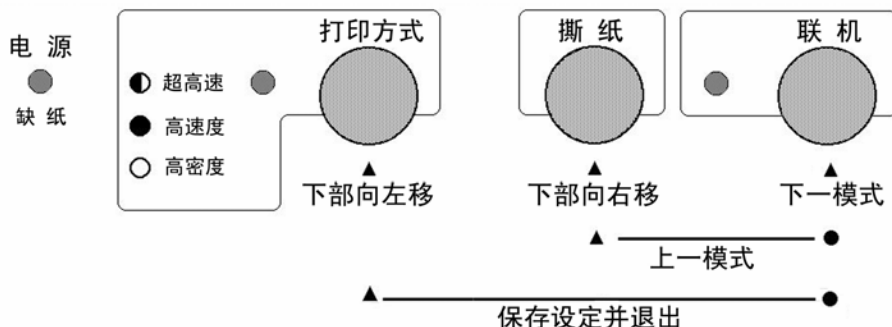 电 源
缺 纸
打印方式
超高速
高速度
高密度
撕 纸
联 机
下部向左移
下部向右移
下一模式
上一模式
保存设定并退出